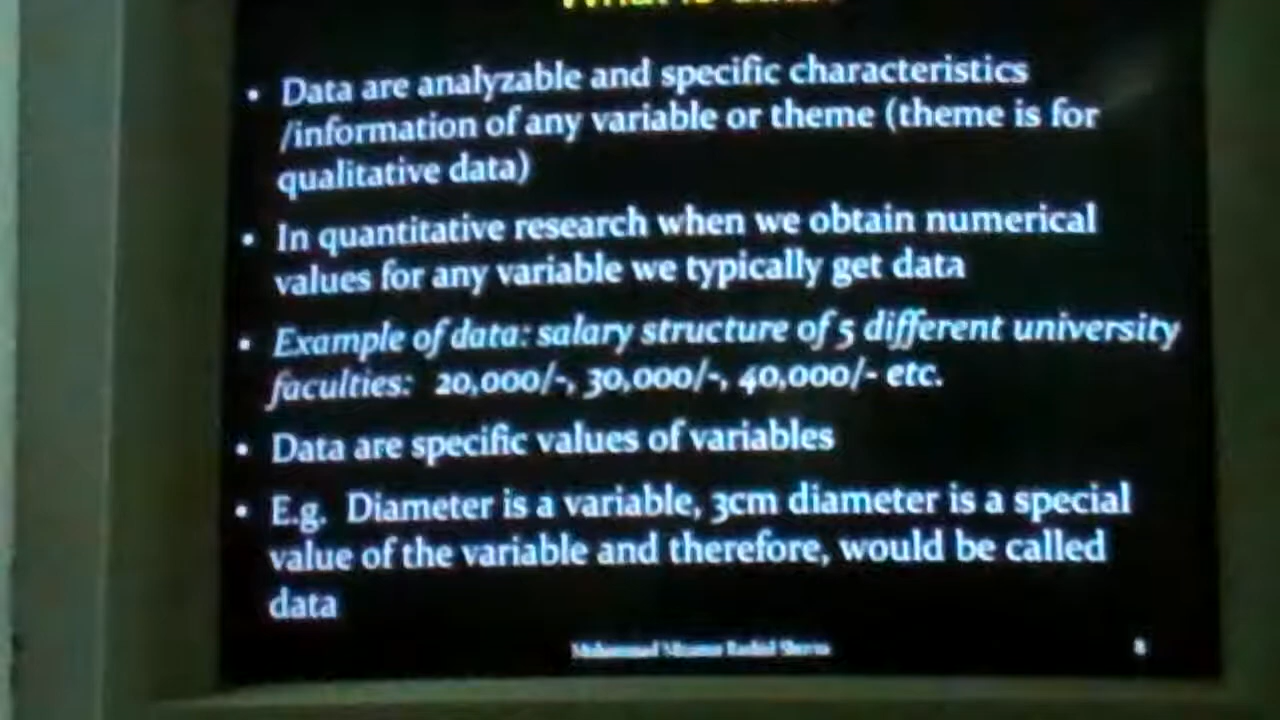 What is data?
• Data are analyzable and specific characteristics
/information of any variable or theme (theme is for
qualitative data)
• In quantitative research when we obtain numerical
values for any variable we typically get data
• Example of data: salary structure of 5 different university
faculties: 20,000/-, 30,000/-, 40,000/- etc.
• Data are specific values of variables
• E.g. Diameter is a variable, 3cm diameter is a special
value of the variable and therefore, would be called
data
8